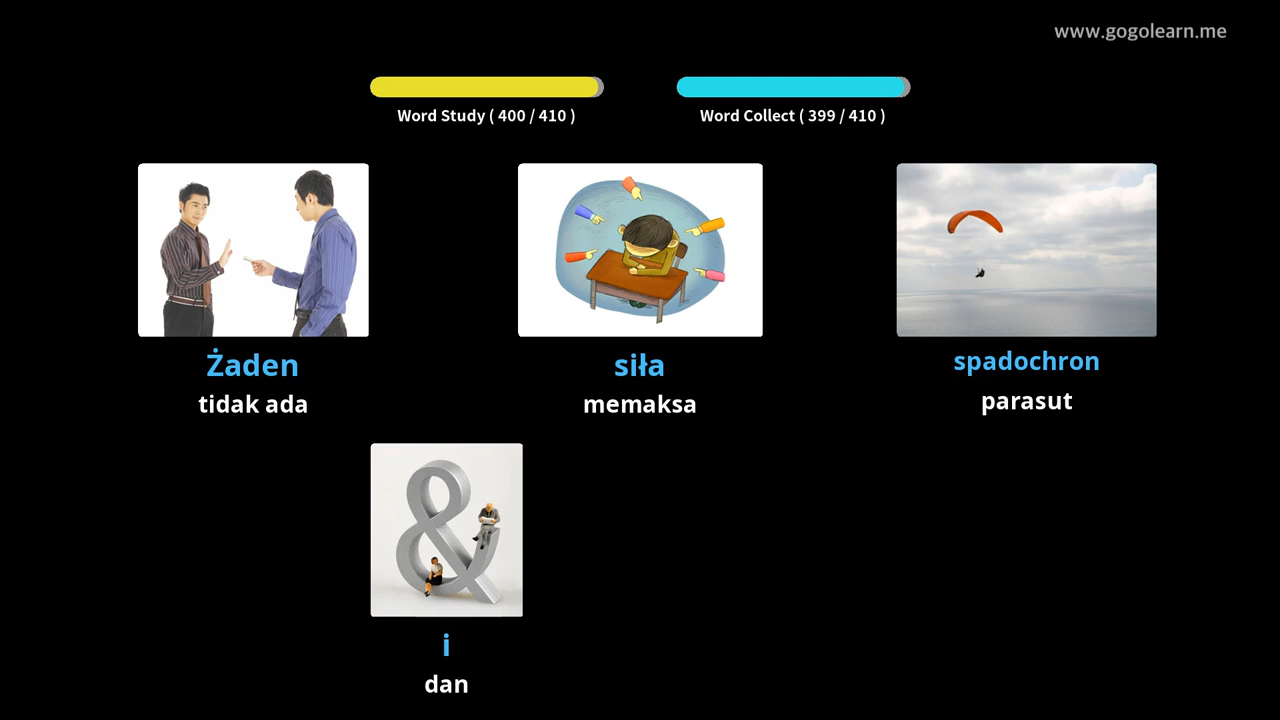 www.gogolearn.me
Word Study ( 400 / 410 )
Word Collect ( 399 / 410 )
Żaden
tidak ada
siła
memaksa
spadochron
parasut
&
i
dan